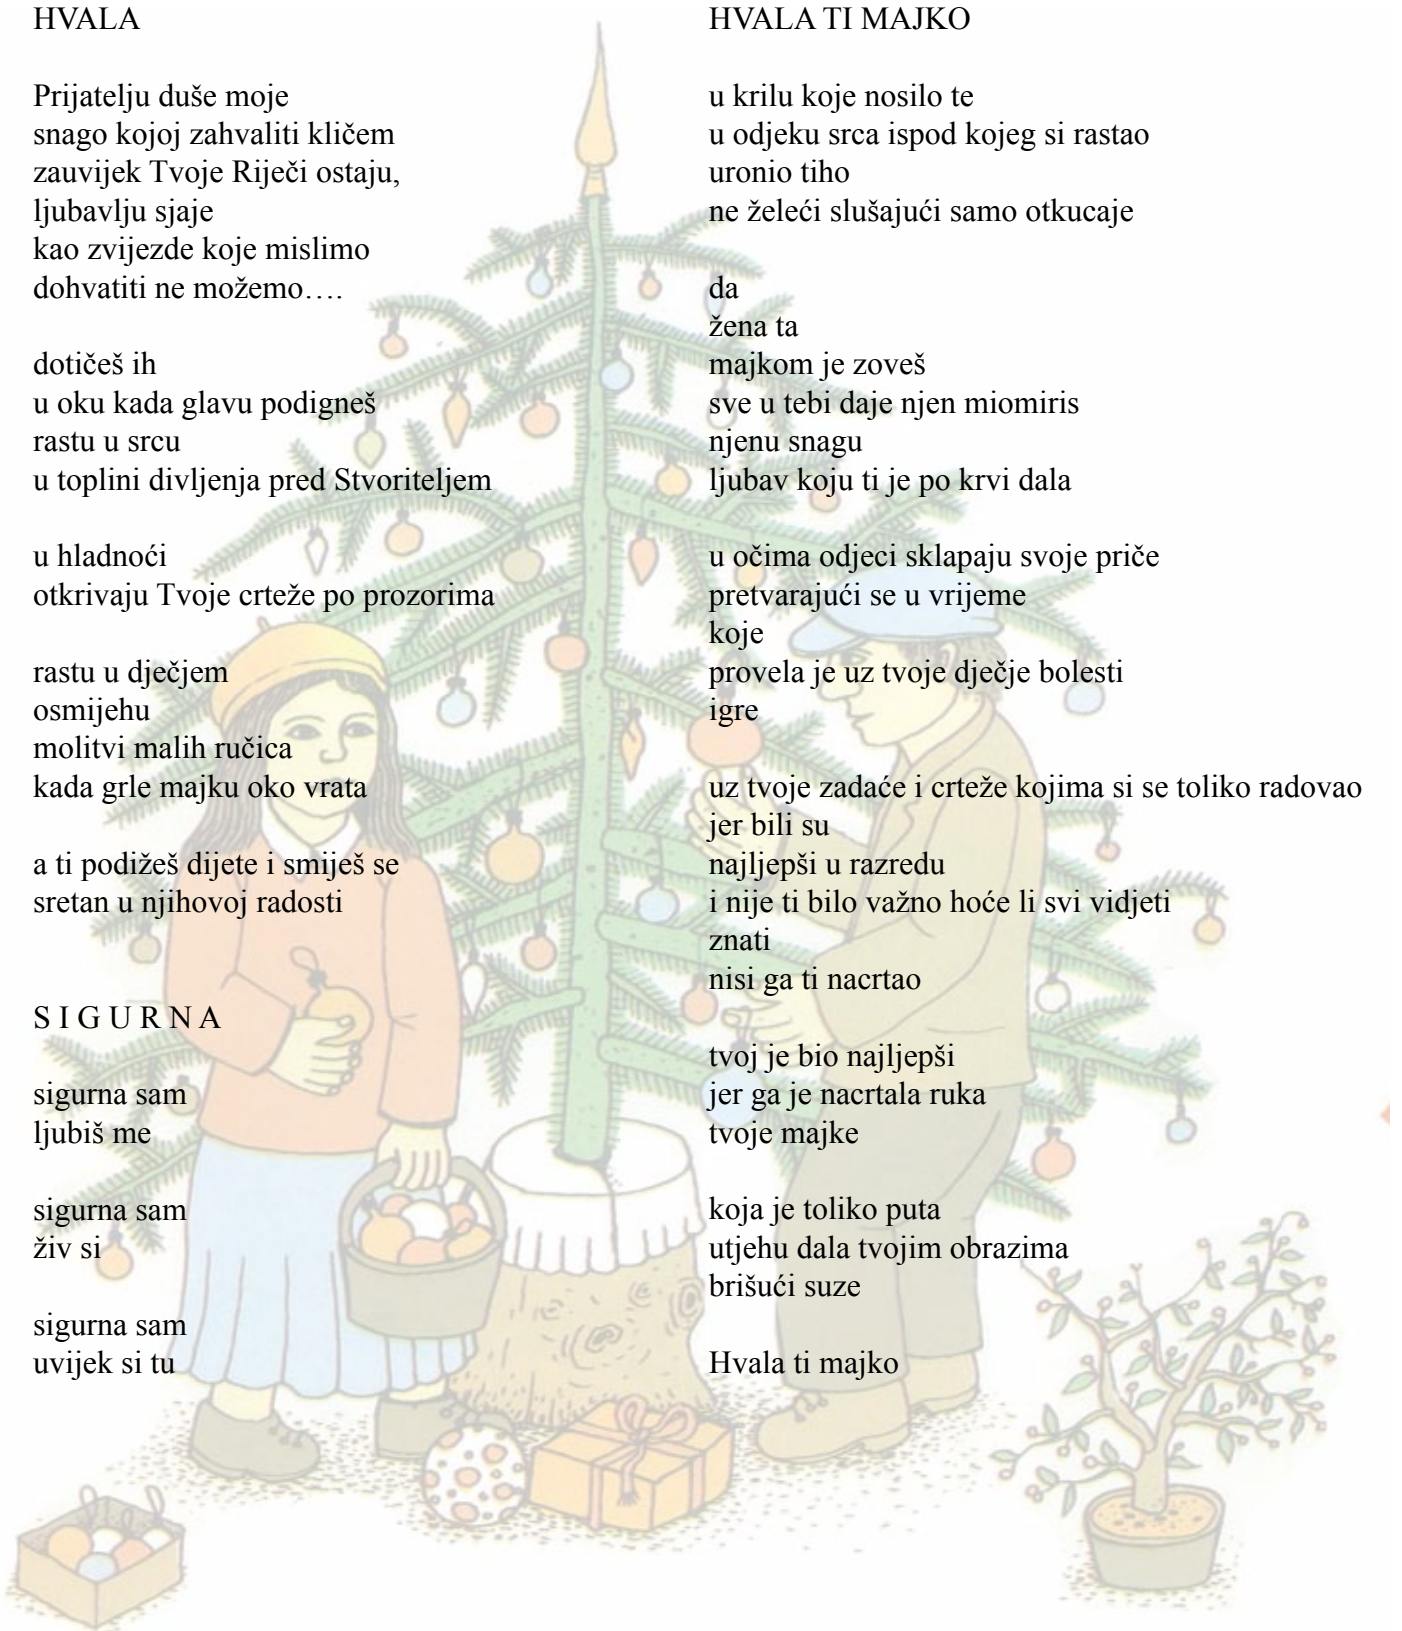 HVALA

Prijatelju duše moje
snago kojoj zahvaliti kličem
zauvijek Tvoje Riječi ostaju,
ljubavlju sjaje
kao zvijezde koje mislimo
dohvatiti ne možemo….

dotičeš ih
u oku kada glavu podigneš
rastu u srcu
u toplini divljenja pred Stvoriteljem

u hladnoći
otkrivaju Tvoje crteže po prozorima

rastu u dječjem
osmijehu
molitvi malih ručica
kada grle majku oko vrata

a ti podižeš dijete i smiješ se
sretan u njihovoj radosti

S I G U R N A

sigurna sam
ljubiš me

sigurna sam
živ si

sigurna sam
uvijek si tu

HVALA TI MAJKO

u krilu koje nosilo te
u odjeku srca ispod kojeg si rastao
uronio tiho
ne želeći slušajući samo otkucaje

da
žena ta
majkom je zoveš
sve u tebi daje njen miomiris
njenu snagu
ljubav koju ti je po krvi dala

u očima odjeci sklapaju svoje priče
pretvarajući se u vrijeme
koje
provela je uz tvoje dječje bolesti
igre

uz tvoje zadaće i crteže kojima si se toliko radovao
jer bili su
najljepši u razredu
i nije ti bilo važno hoće li svi vidjeti
znati
nisi ga ti nacrtao

tvoj je bio najljepši
jer ga je nacrtala ruka
tvoje majke

koja je toliko puta
utjehu dala tvojim obrazima
brišući suze

Hvala ti majko